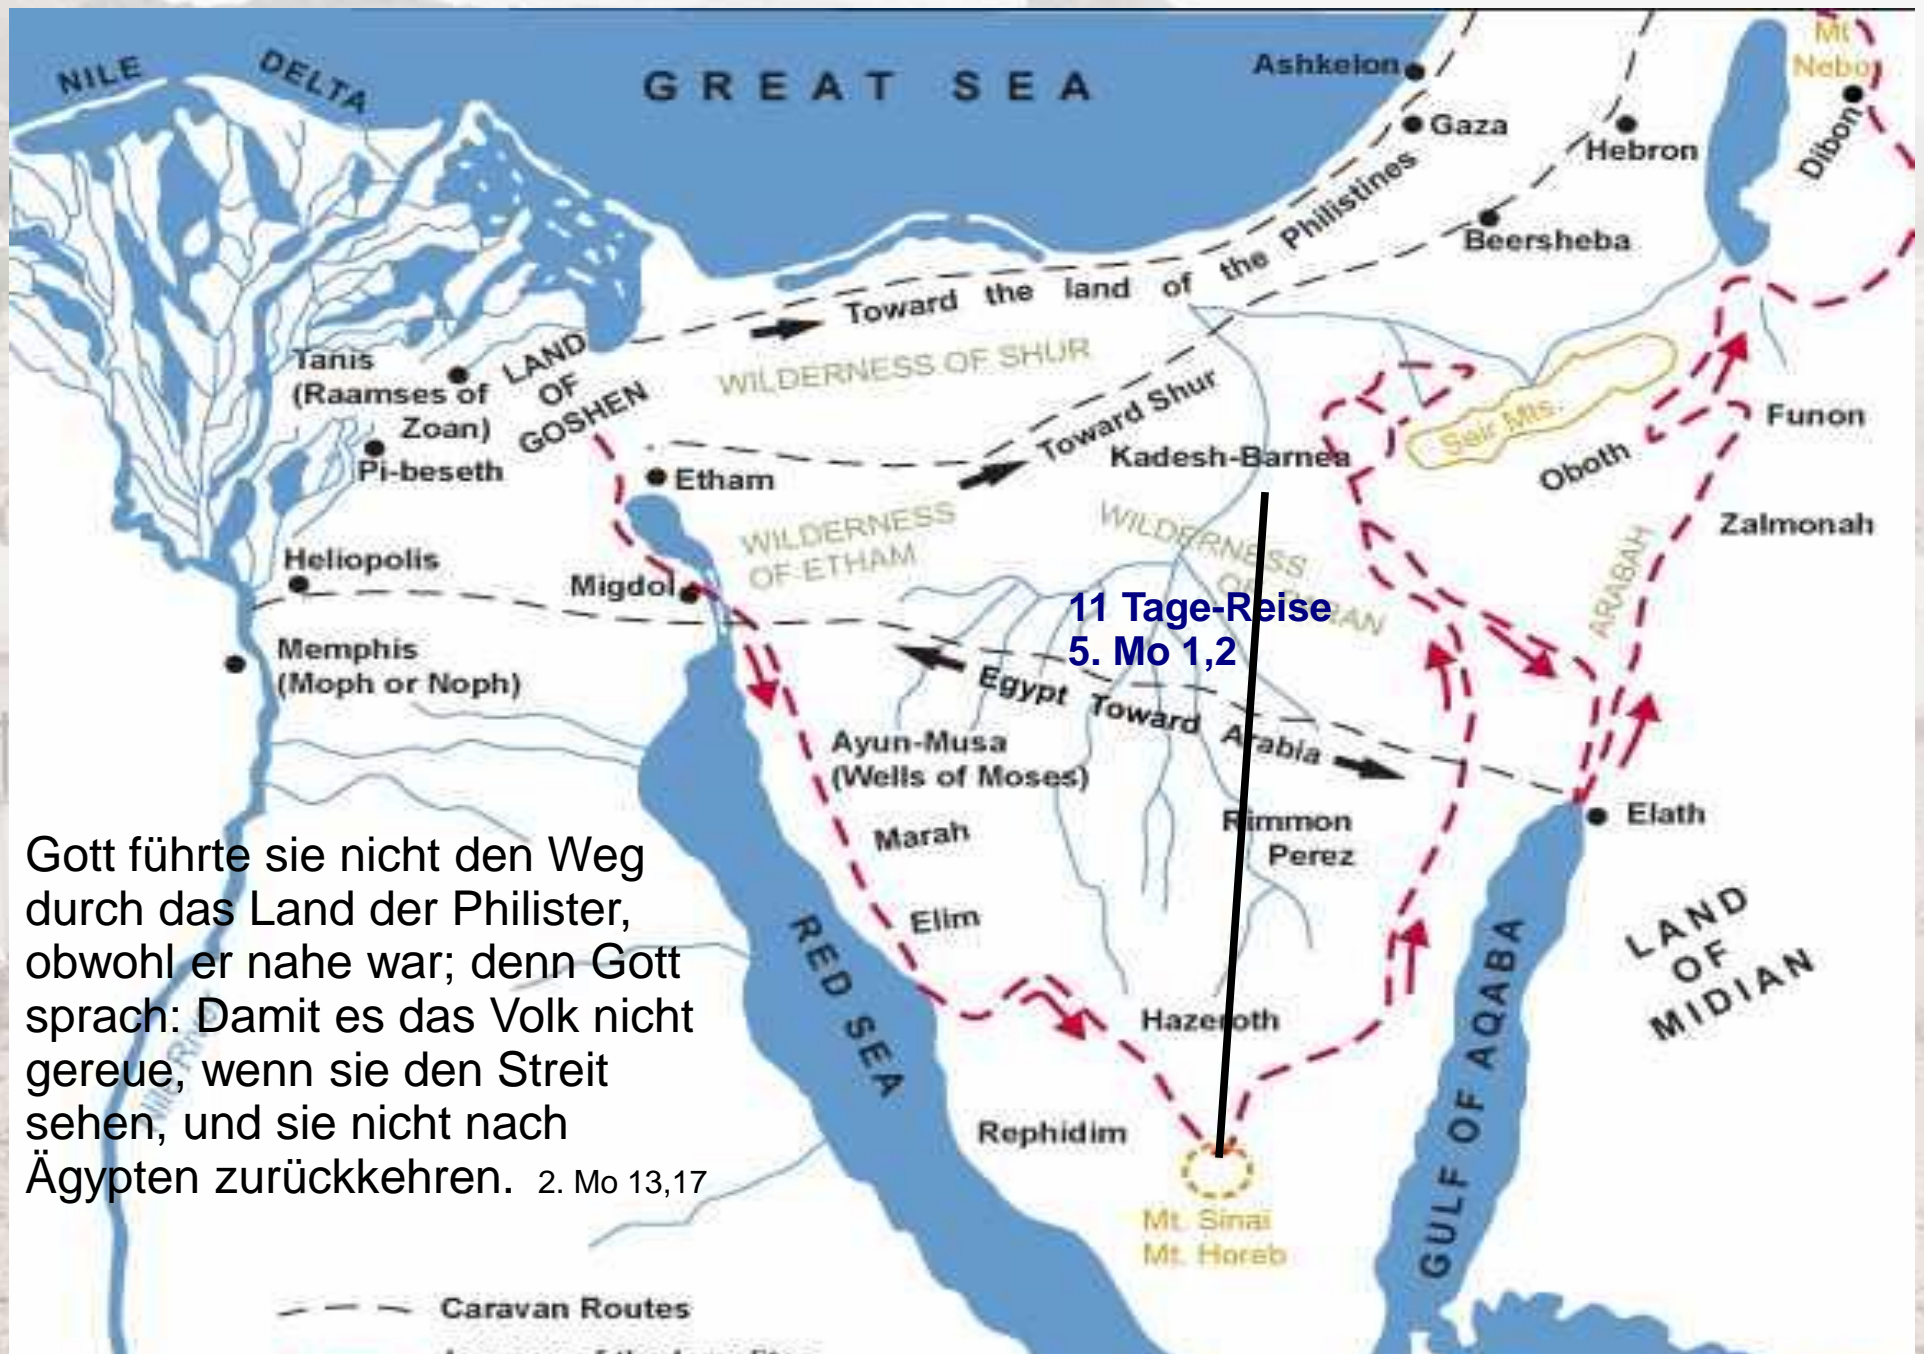 NILE DELTA
GREAT SEA
Ashkelon
Mt
Nebo
Gaza
Hebron
Dibon
Beersheba
Toward the land of the Philistines
Tanis
(Raamses of
Zoan)
LAND
OF
GOSHEN
WILDERNESS OF SHUR
Toward Shur
Pi-beseth
Etham
Kadesh-Barnea
Seir Mts.
Funon
Oboth
Zalmonah
WILDERNESS
OF ETHAM
WILDERNESS
ARABAH
Heliopolis
Migdol
11 Tage-Reise
5. Mo 1,2
Memphis
(Moph or Noph)
Egypt Toward Arabia
Ayun-Musa
(Wells of Moses)
Marah
Rimmon
Perez
Elath
Elim
RED SEA
LAND
OF
MIDIAN
GULF OF AQABA
Hazeroth
Rephidim
Mt. Sinai
Mt. Horeb
Gott führte sie nicht den Weg
durch das Land der Philister,
obwohl er nahe war; denn Gott
sprach: Damit es das Volk nicht
gereue, wenn sie den Streit
sehen, und sie nicht nach
Ägypten zurückkehren. 2. Mo 13,17
Caravan Routes